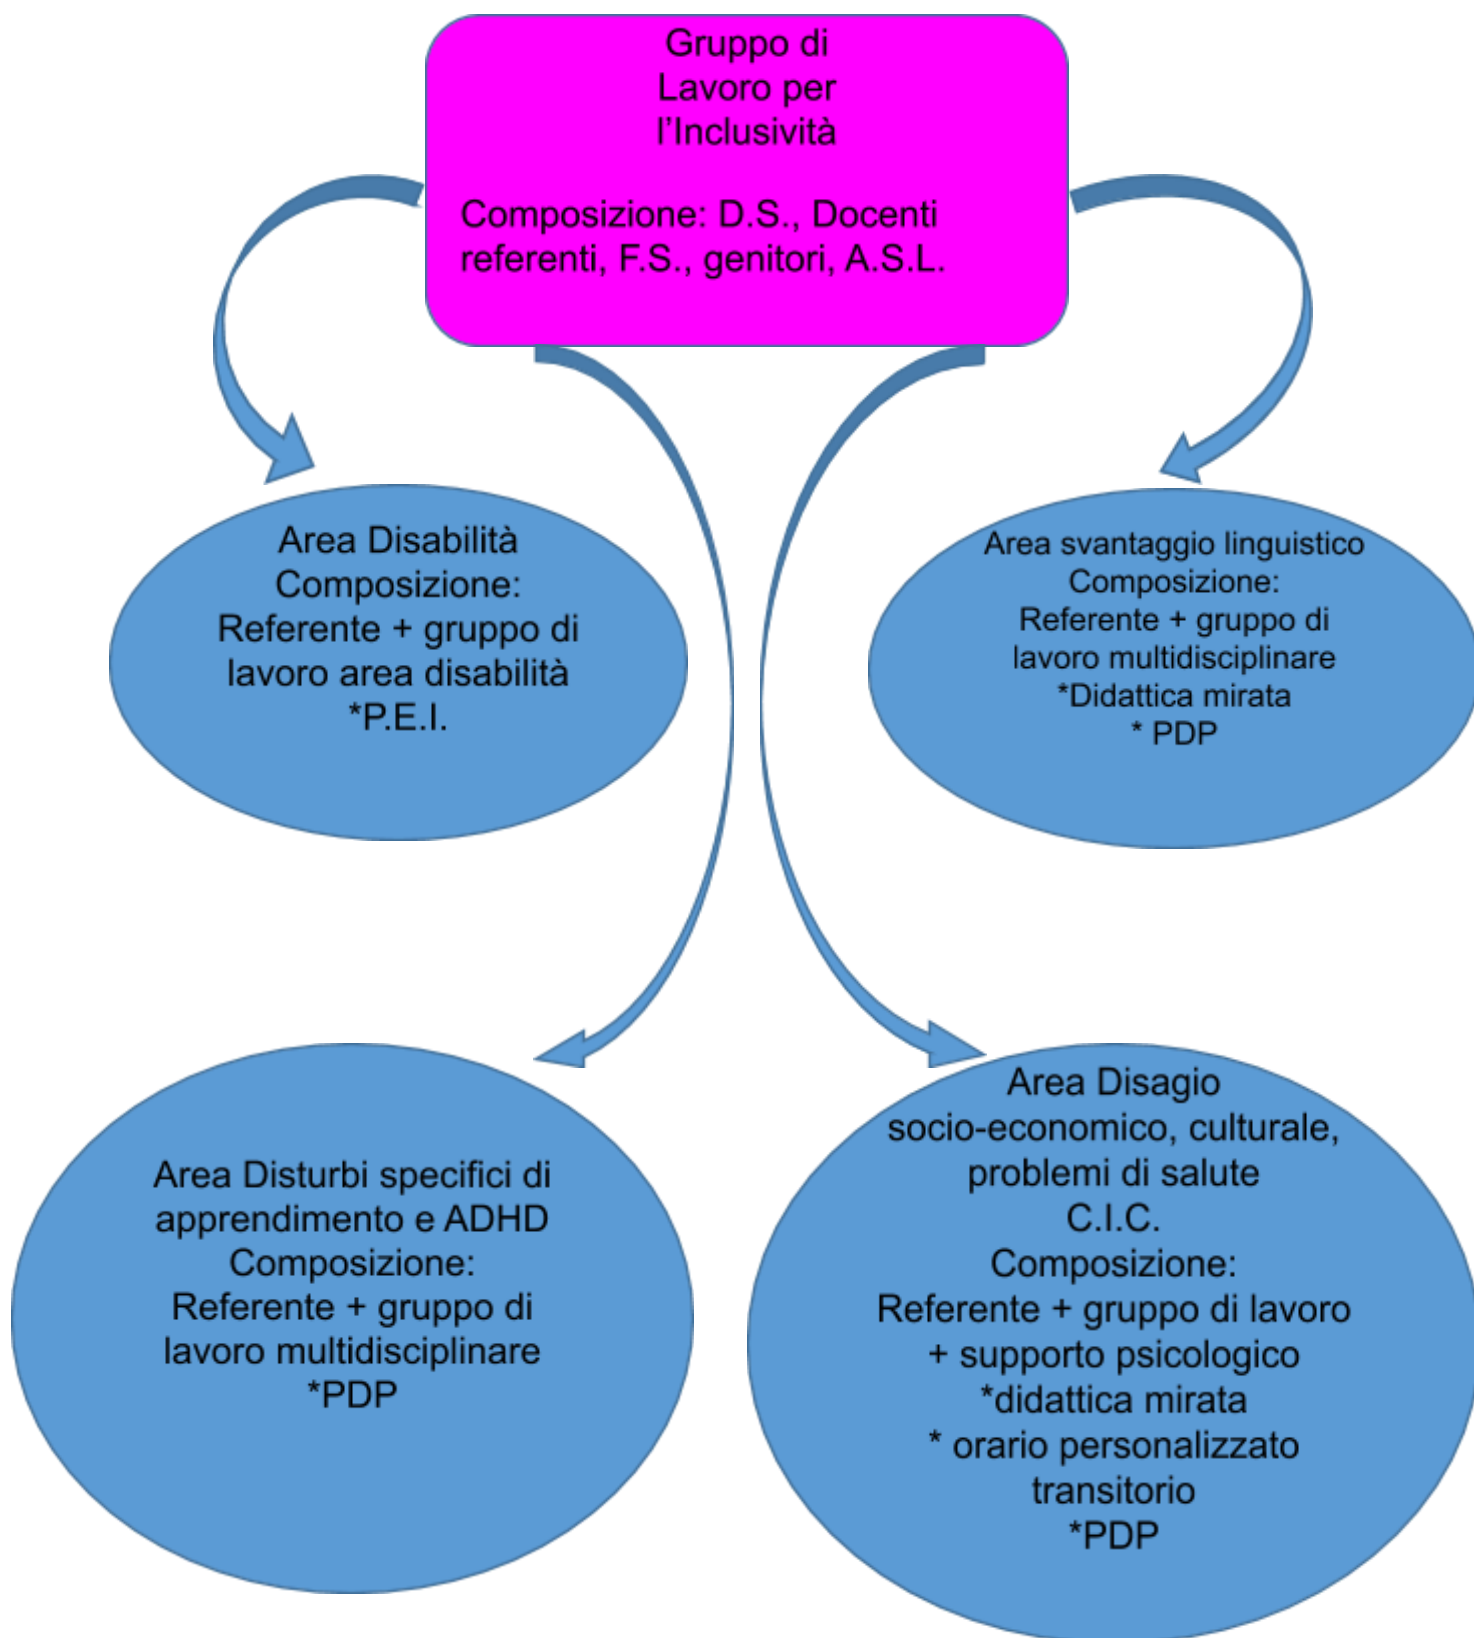 Gruppo di
Lavoro per
l’Inclusività
Composizione: D.S., Docenti
referenti, F.S., genitori, A.S.L.
Area Disabilità
Composizione:
Referente + gruppo di
lavoro area disabilità
*P.E.I.
Area svantaggio linguistico
Composizione:
Referente + gruppo di
lavoro multidisciplinare
*Didattica mirata
* PDP
Area Disturbi specifici di
apprendimento e ADHD
Composizione:
Referente + gruppo di
lavoro multidisciplinare
*PDP
Area Disagio
socio-economico, culturale,
problemi di salute
C.I.C.
Composizione:
Referente + gruppo di lavoro
+ supporto psicologico
*didattica mirata
* orario personalizzato
transitorio
*PDP